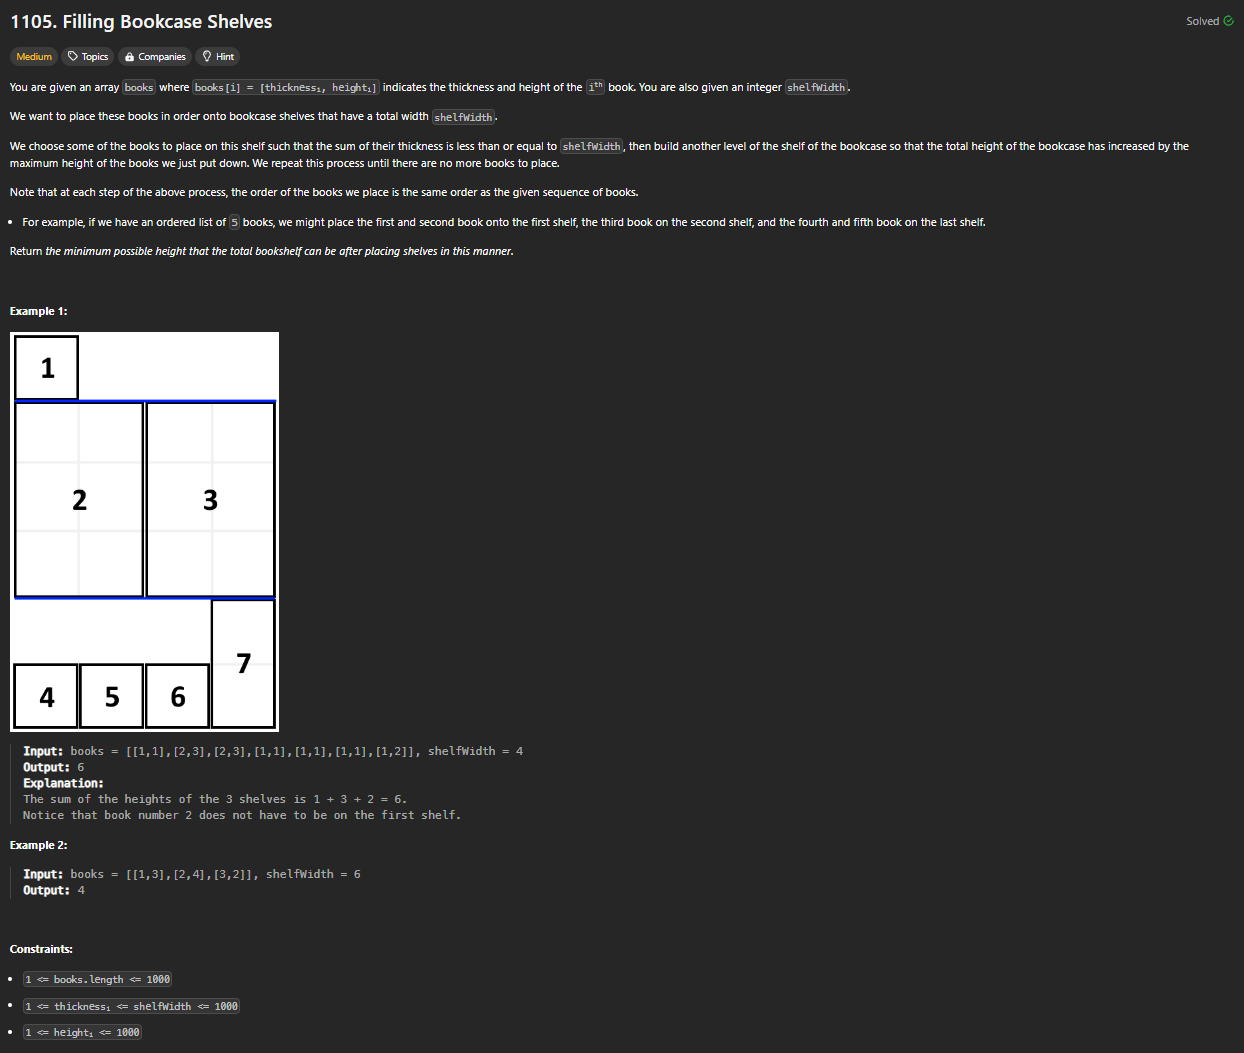 1105. Filling Bookcase Shelves
Solved
Medium Topics Companies Hint
You are given an array books where books[i] = [thicknessᵢ, heightᵢ] indicates the thickness and height of the iᵗʰ book. You are also given an integer shelfWidth.
We want to place these books in order onto bookcase shelves that have a total width shelfWidth.
We choose some of the books to place on this shelf such that the sum of their thickness is less than or equal to shelfWidth, then build another level of the shelf of the bookcase so that the total height of the bookcase has increased by the
maximum height of the books we just put down. We repeat this process until there are no more books to place.
Note that at each step of the above process, the order of the books we place is the same order as the given sequence of books.
• For example, if we have an ordered list of 5 books, we might place the first and second book onto the first shelf, the third book on the second shelf, and the fourth and fifth book on the last shelf.
Return the minimum possible height that the total bookshelf can be after placing shelves in this manner.
Example 1:
1
2 3
7
4 5 6
Input: books = [[1,1],[2,3],[2,3],[1,1],[1,1],[1,1],[1,2]], shelfWidth = 4
Output: 6
Explanation:
The sum of the heights of the 3 shelves is 1 + 3 + 2 = 6.
Notice that book number 2 does not have to be on the first shelf.
Example 2:
Input: books = [[1,3],[2,4],[3,2]], shelfWidth = 6
Output: 4
Constraints:
• 1 <= books.length <= 1000
• 1 <= thicknessᵢ <= shelfWidth <= 1000
• 1 <= heightᵢ <= 1000